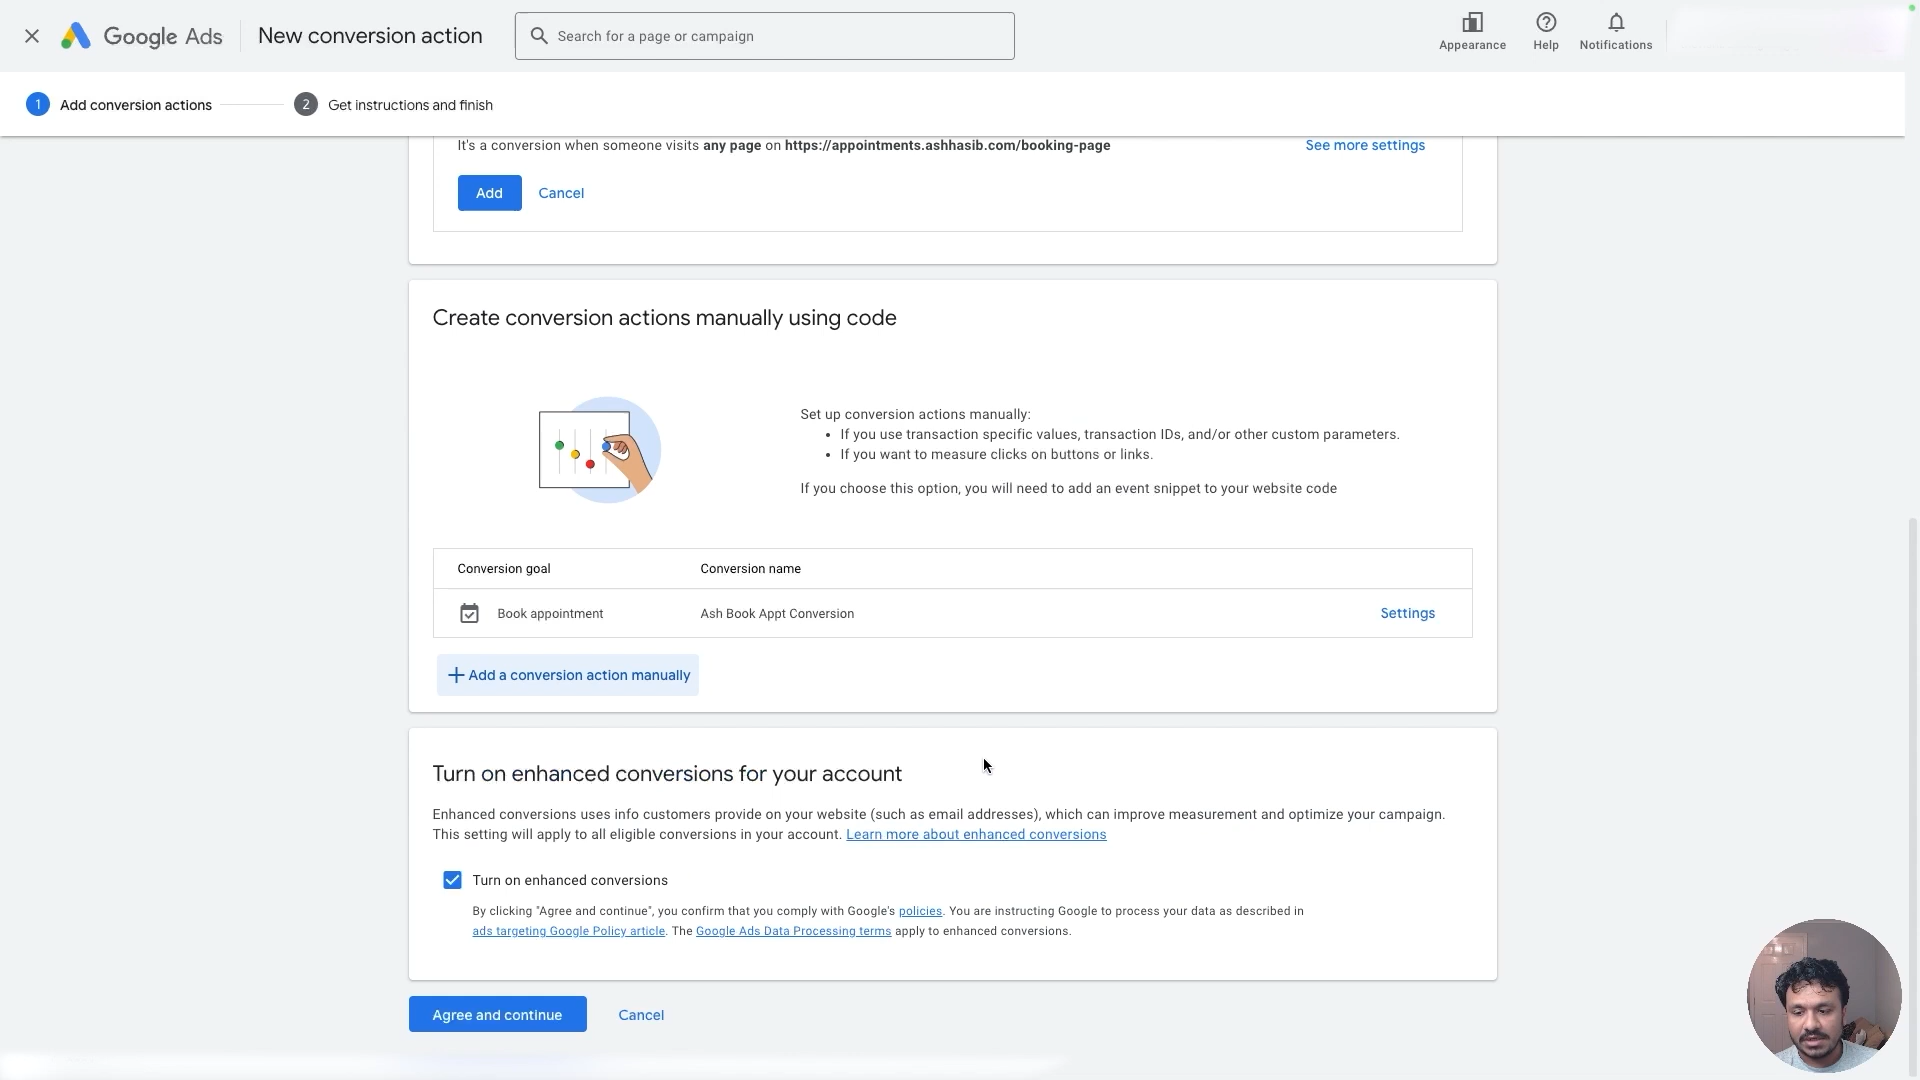 Google Ads
New conversion action
Search for a page or campaign
Appearance
Help
Notifications
1 Add conversion actions
2 Get instructions and finish
It's a conversion when someone visits any page on https://appointments.ashhasib.com/booking-page
See more settings
Add
Cancel
Create conversion actions manually using code
Set up conversion actions manually:
• If you use transaction specific values, transaction IDs, and/or other custom parameters.
• If you want to measure clicks on buttons or links.
If you choose this option, you will need to add an event snippet to your website code
Conversion goal
Conversion name
Book appointment
Ash Book Appt Conversion
Settings
Add a conversion action manually
Turn on enhanced conversions for your account
Enhanced conversions uses info customers provide on your website (such as email addresses), which can improve measurement and optimize your campaign.
This setting will apply to all eligible conversions in your account. Learn more about enhanced conversions
Turn on enhanced conversions
By clicking "Agree and continue", you confirm that you comply with Google's policies. You are instructing Google to process your data as described in
ads targeting Google Policy article. The Google Ads Data Processing terms apply to enhanced conversions.
Agree and continue
Cancel